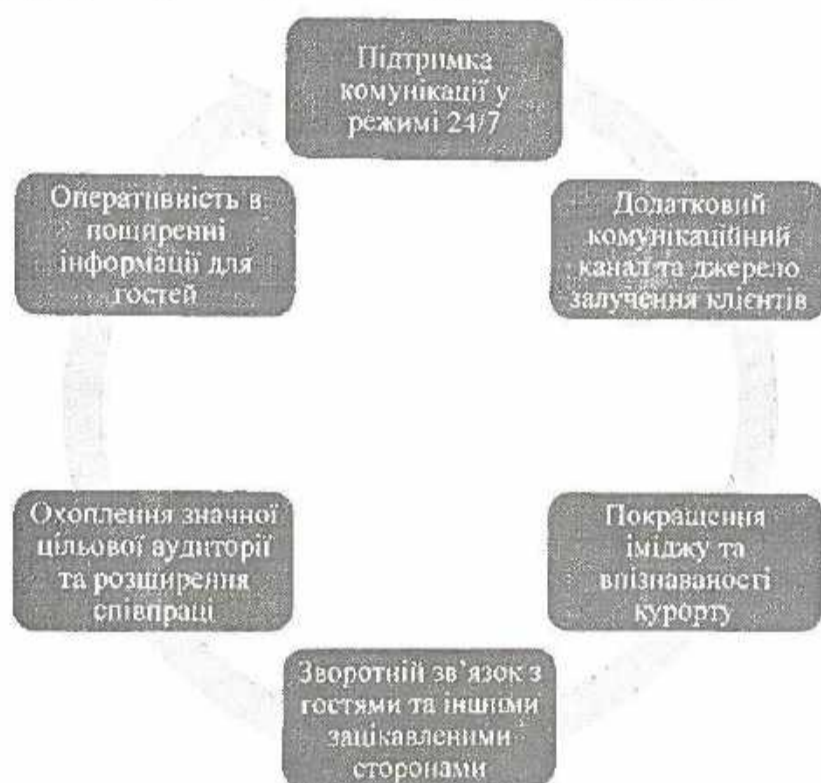 Підтримка
комунікації у
режимі 24/7
Додатковий
комунікаційний
канал та джерело
залучення клієнтів
Покращення
іміджу та
впізнаваності
курорту
Зворотній зв'язок з
гостями та іншими
зацікавленими
сторонами
Охоплення значної
цільової аудиторії
та розширення
співпраці
Оперативність в
поширенні
інформації для
гостей